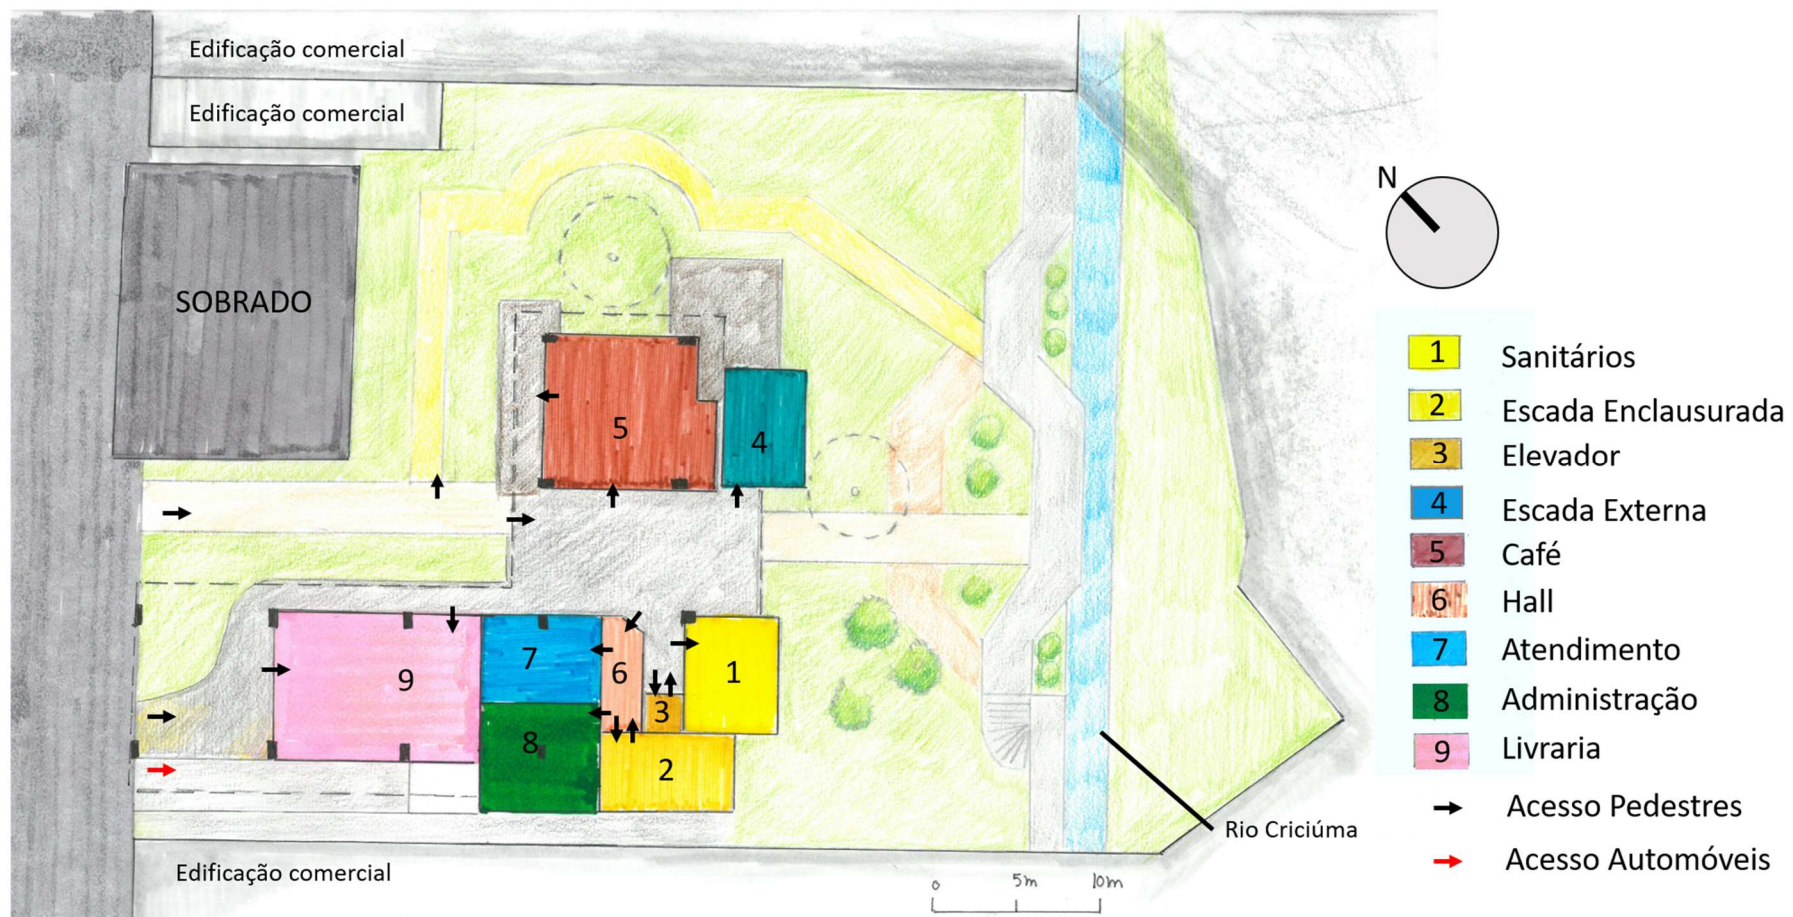 Edificação comercial
Edificação comercial
SOBRADO
N
5
4
9
7
6
1
3
8
2
1 Sanitários
2 Escada Enclausurada
3 Elevador
4 Escada Externa
5 Café
6 Hall
7 Atendimento
8 Administração
9 Livraria
Acesso Pedestres
Acesso Automóveis
Rio Criciúma
Edificação comercial
0 5m 10m